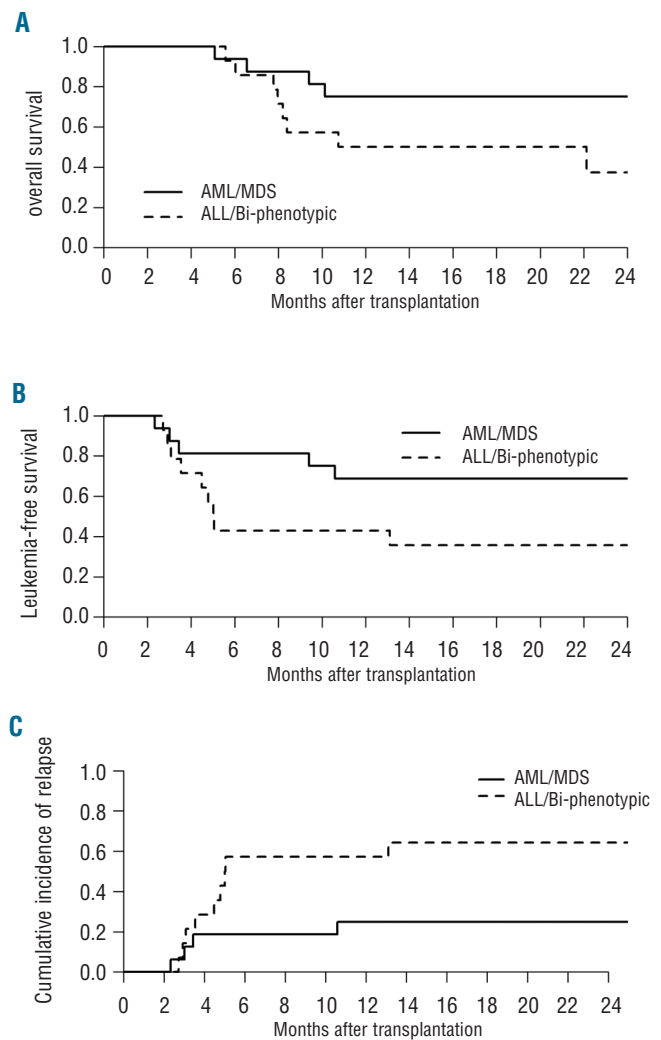 A
overall survival
1.0
0.8
0.6
0.4
0.2
0.0
AML/MDS
ALL/Bi-phenotypic
0 2 4 6 8 10 12 14 16 18 20 22 24
Months after transplantation
B
Leukemia-free survival
1.0
0.8
0.6
0.4
0.2
0.0
AML/MDS
ALL/Bi-phenotypic
0 2 4 6 8 10 12 14 16 18 20 22 24
Months after transplantation
C
Cumulative incidence of relapse
1.0
0.8
0.6
0.4
0.2
0.0
AML/MDS
ALL/Bi-phenotypic
0 2 4 6 8 10 12 14 16 18 20 22 24
Months after transplantation